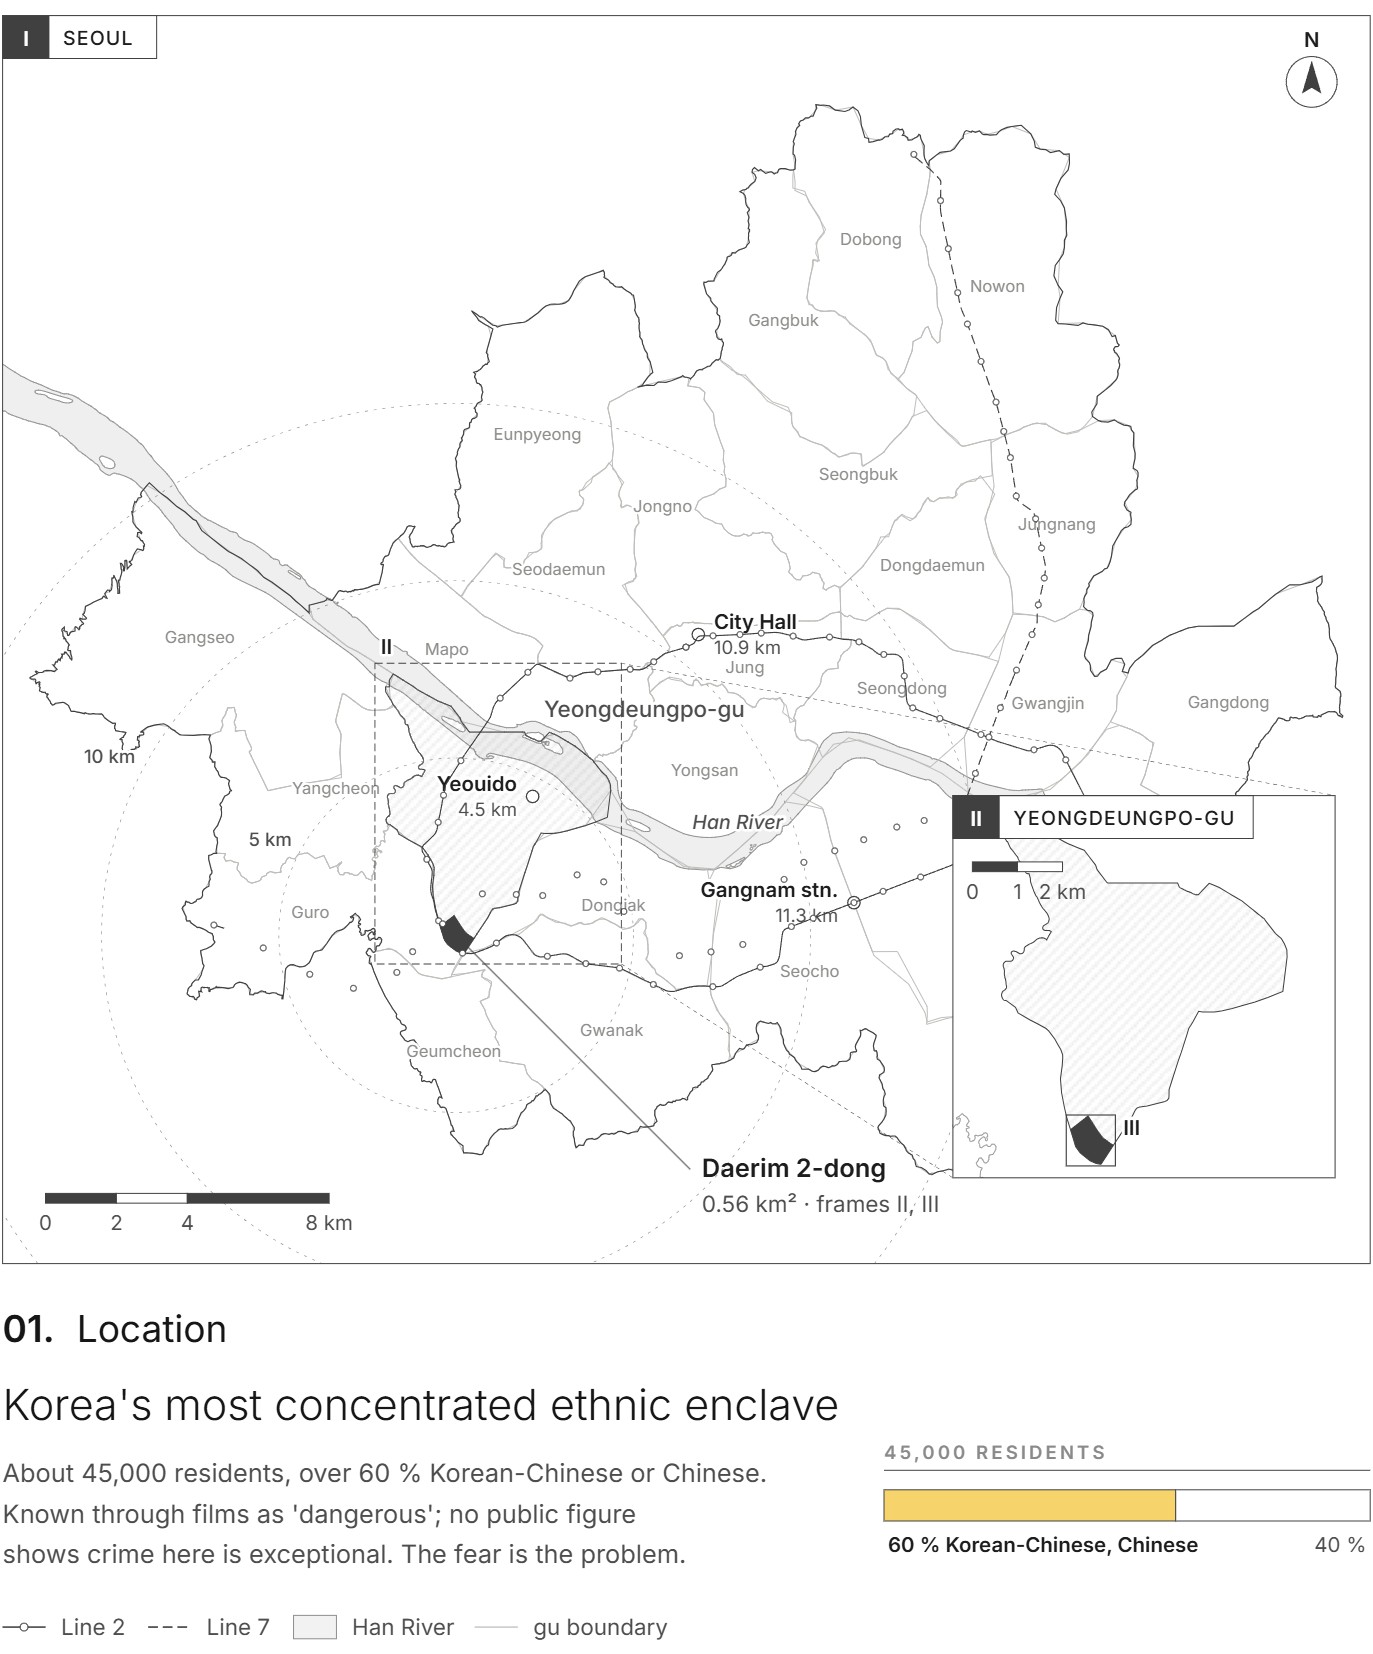 I SEOUL
N
Dobong
Nowon
Gangbuk
Eunpyeong
Seongbuk
Jongno
Jungnang
Seodaemun
Dongdaemun
City Hall
10.9 km
Gangseo
II
Mapo
Jung
Seongdong
Gwangjin
Gangdong
Yeongdeungpo-gu
10 km
Yangcheon
Yeouido
4.5 km
Yongsan
Han River
5 km
Gangnam stn.
11.3 km
Guro
Dongjak
Seocho
Gwanak
Geumcheon
II YEONGDEUNGPO-GU
0 1 2 km
III
Daerim 2-dong
0.56 km² · frames II, III
0 2 4 8 km
01. Location
Korea's most concentrated ethnic enclave
About 45,000 residents, over 60 % Korean-Chinese or Chinese.
Known through films as 'dangerous'; no public figure
shows crime here is exceptional. The fear is the problem.
45,000 RESIDENTS
60 % Korean-Chinese, Chinese 40 %
Line 2 Line 7 Han River gu boundary